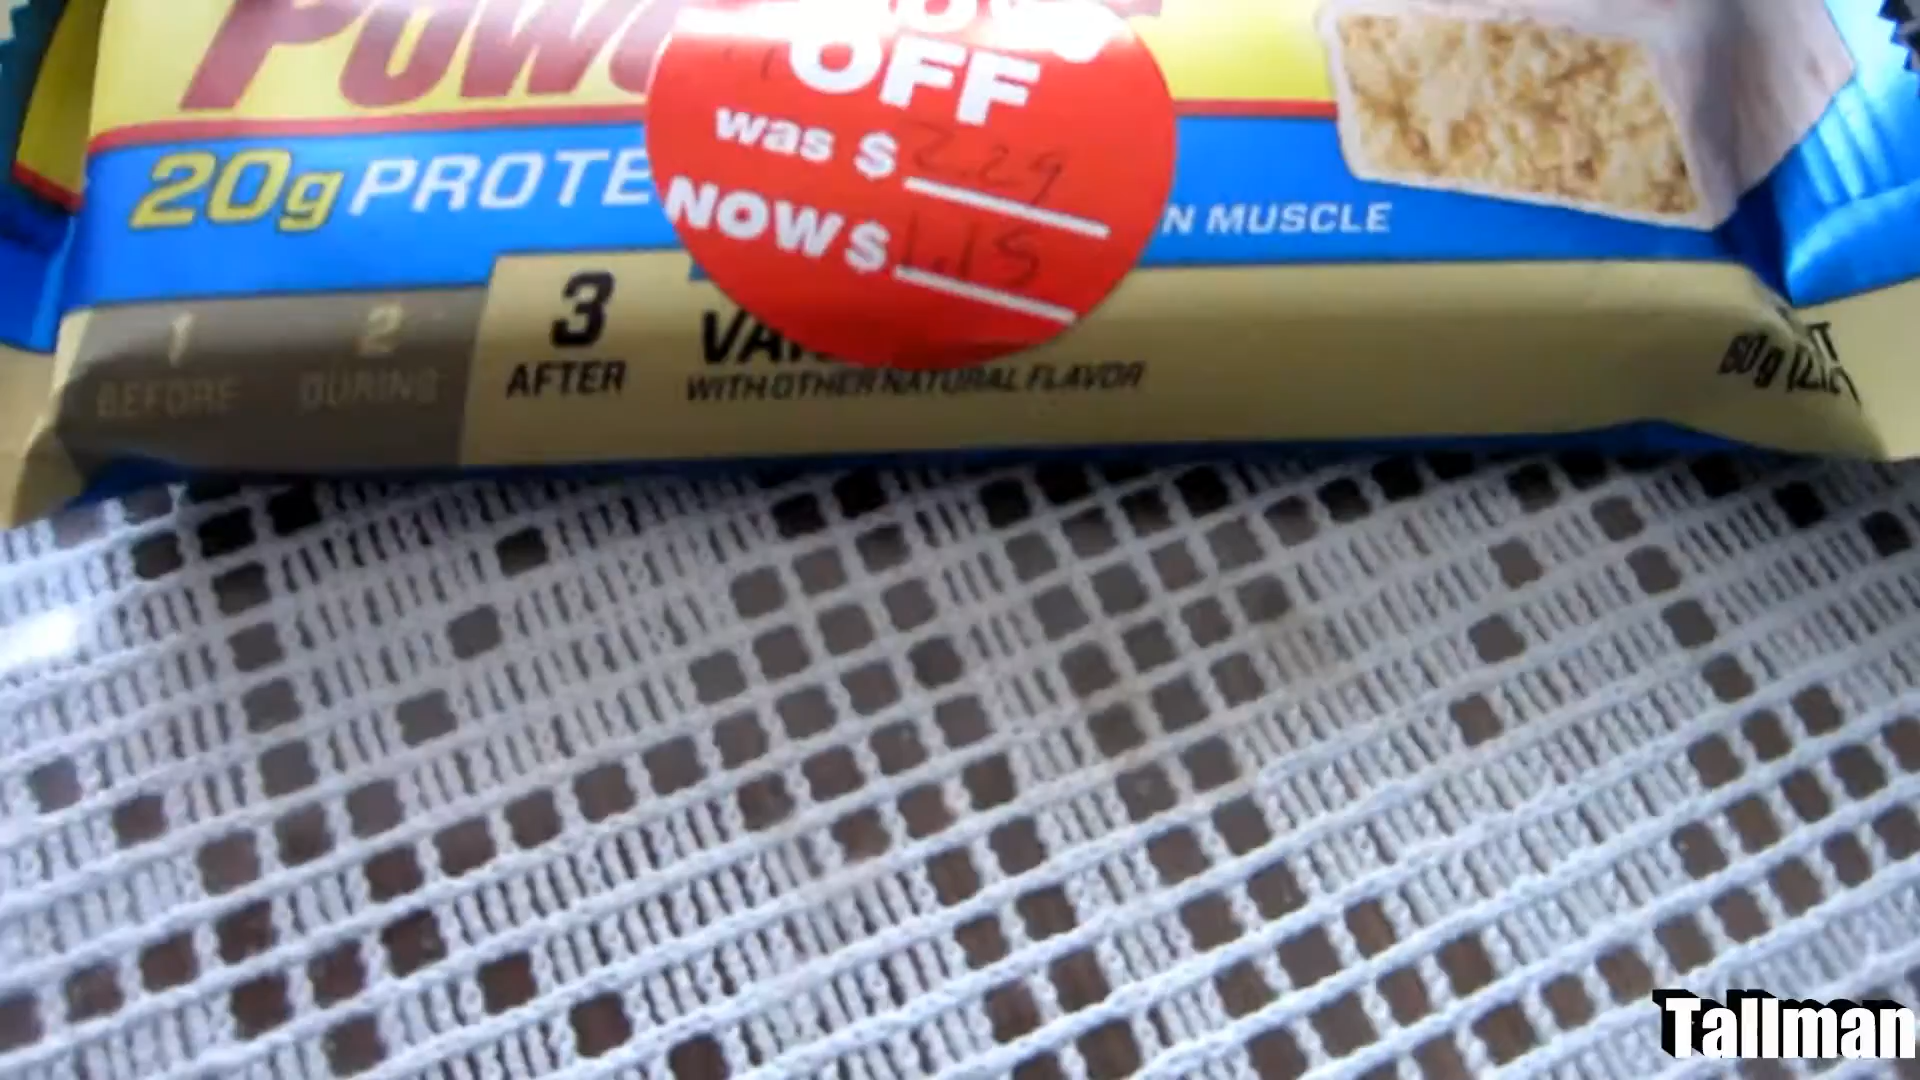 OFF
was $ 2.29
NOW $ 1.15
20g PROTE
N MUSCLE
1 BEFORE
2 DURING
3 AFTER
WITH OTHER NATURAL FLAVOR
60g
Tallman